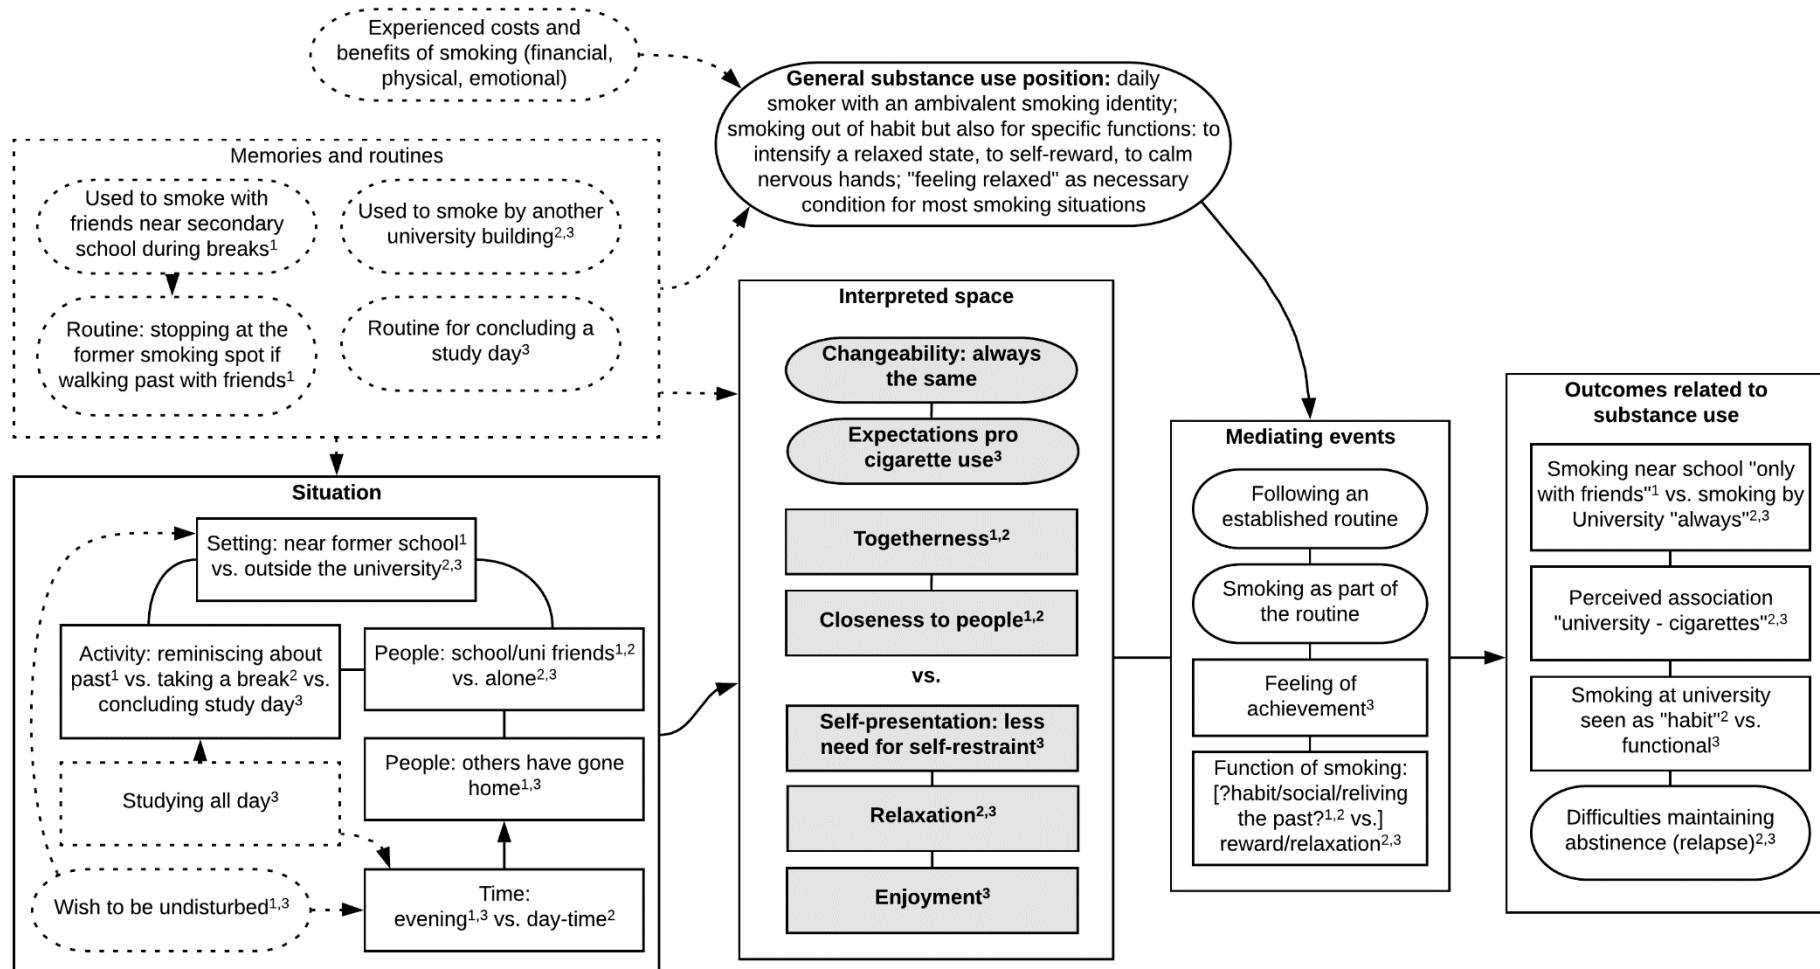 Experienced costs and
benefits of smoking (financial,
physical, emotional)
General substance use position: daily
smoker with an ambivalent smoking identity;
smoking out of habit but also for specific functions: to
intensify a relaxed state, to self-reward, to calm
nervous hands; "feeling relaxed" as necessary
condition for most smoking situations
Memories and routines
Used to smoke with
friends near secondary
school during breaks¹
Used to smoke by another
university building²,³
Routine: stopping at the
former smoking spot if
walking past with friends¹
Routine for concluding a
study day³
Situation
Setting: near former school¹
vs. outside the university²,³
Activity: reminiscing about
past¹ vs. taking a break² vs.
concluding study day³
People: school/uni friends¹,²
vs. alone²,³
People: others have gone
home¹,³
Studying all day³
Wish to be undisturbed¹,³
Time:
evening¹,³ vs. day-time²
Interpreted space
Changeability: always
the same
Expectations pro
cigarette use³
Togetherness¹,²
Closeness to people¹,²
vs.
Self-presentation: less
need for self-restraint³
Relaxation²,³
Enjoyment³
Mediating events
Following an
established routine
Smoking as part of
the routine
Feeling of
achievement³
Function of smoking:
[?habit/social/reliving
the past?¹,² vs.]
reward/relaxation²,³
Outcomes related to
substance use
Smoking near school "only
with friends"¹ vs. smoking by
University "always"²,³
Perceived association
"university - cigarettes"²,³
Smoking at university
seen as "habit"² vs.
functional³
Difficulties maintaining
abstinence (relapse)²,³